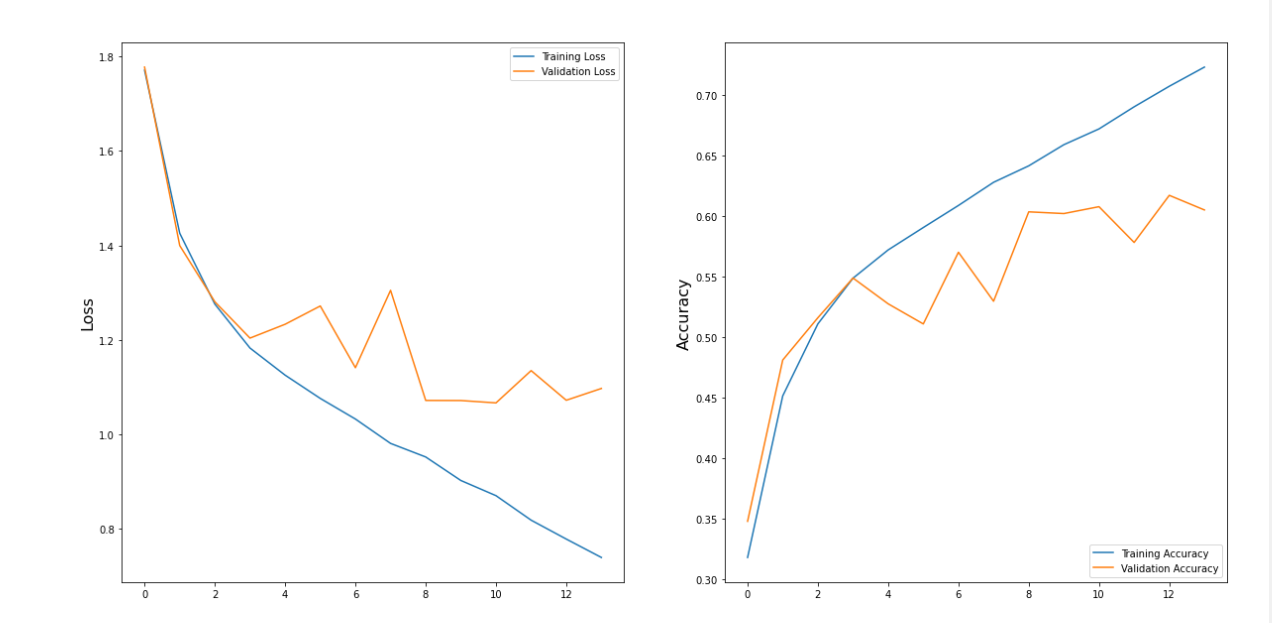 Loss
1.8
1.6
1.4
1.2
1.0
0.8
0 2 4 6 8 10 12
Training Loss
Validation Loss
Accuracy
0.70
0.65
0.60
0.55
0.50
0.45
0.40
0.35
0.30
0 2 4 6 8 10 12
Training Accuracy
Validation Accuracy